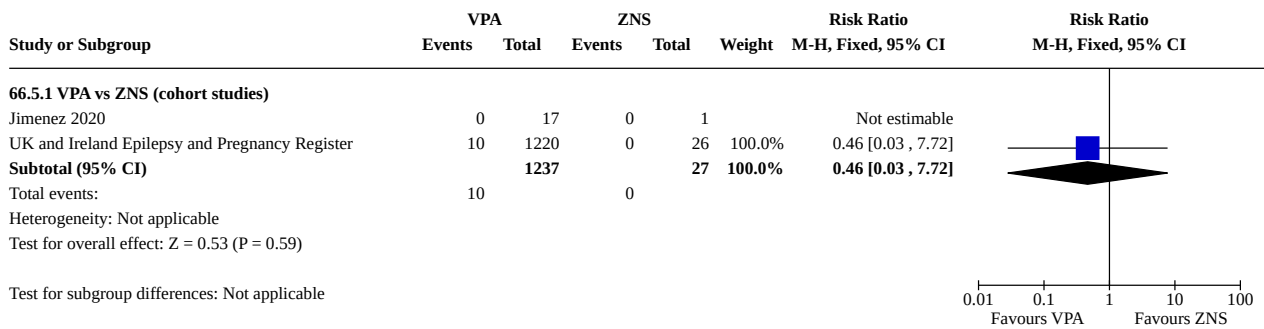 VPA ZNS Risk Ratio Risk Ratio
Study or Subgroup Events Total Events Total Weight M-H, Fixed, 95% CI M-H, Fixed, 95% CI
66.5.1 VPA vs ZNS (cohort studies)
Jimenez 2020 0 17 0 1 Not estimable
UK and Ireland Epilepsy and Pregnancy Register 10 1220 0 26 100.0% 0.46 [0.03 , 7.72]
Subtotal (95% CI) 1237 27 100.0% 0.46 [0.03 , 7.72]
Total events: 10 0
Heterogeneity: Not applicable
Test for overall effect: Z = 0.53 (P = 0.59)
Test for subgroup differences: Not applicable
0.01 0.1 1 10 100
Favours VPA Favours ZNS